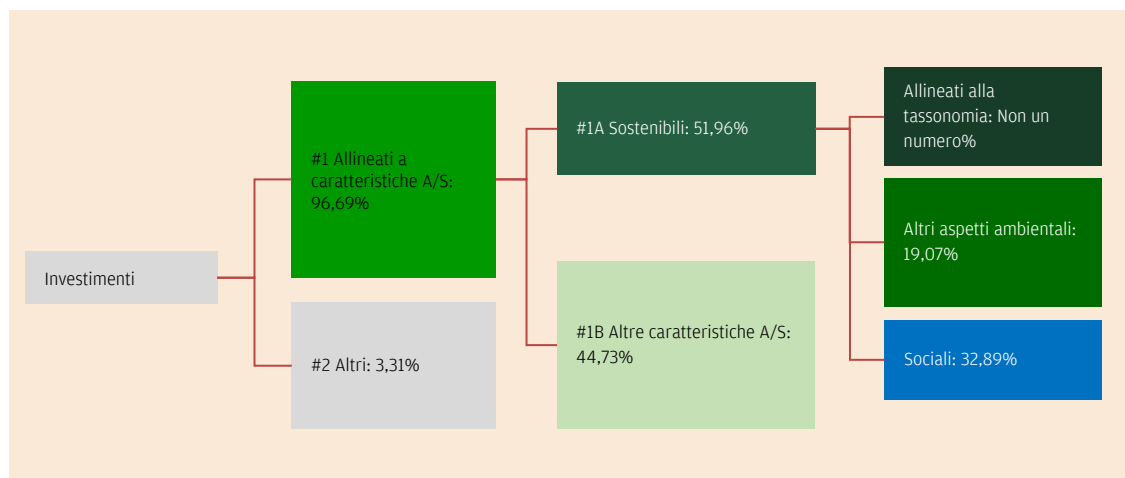 Investimenti
#1 Allineati a
caratteristiche A/S:
96,69%
#2 Altri: 3,31%
#1A Sostenibili: 51,96%
#1B Altre caratteristiche A/S:
44,73%
Allineati alla
tassonomia: Non un
numero%
Altri aspetti ambientali:
19,07%
Sociali: 32,89%